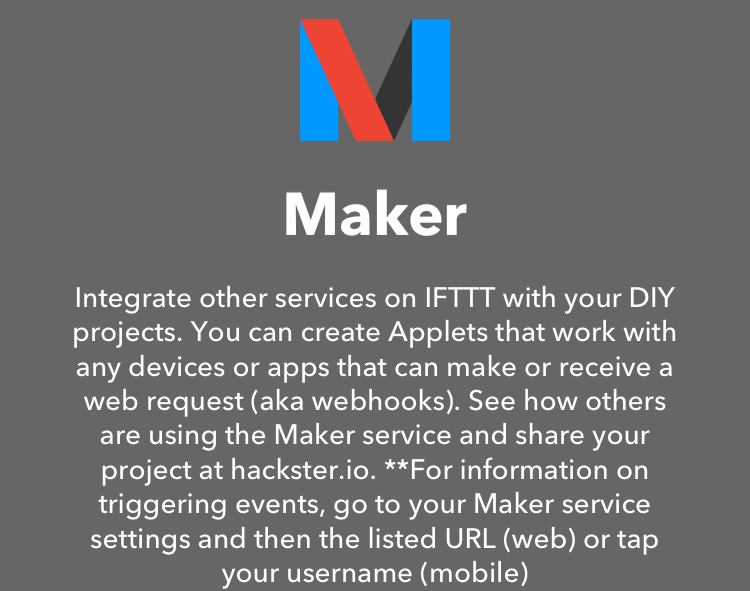 Maker
Integrate other services on IFTTT with your DIY
projects. You can create Applets that work with
any devices or apps that can make or receive a
web request (aka webhooks). See how others
are using the Maker service and share your
project at hackster.io. **For information on
triggering events, go to your Maker service
settings and then the listed URL (web) or tap
your username (mobile)